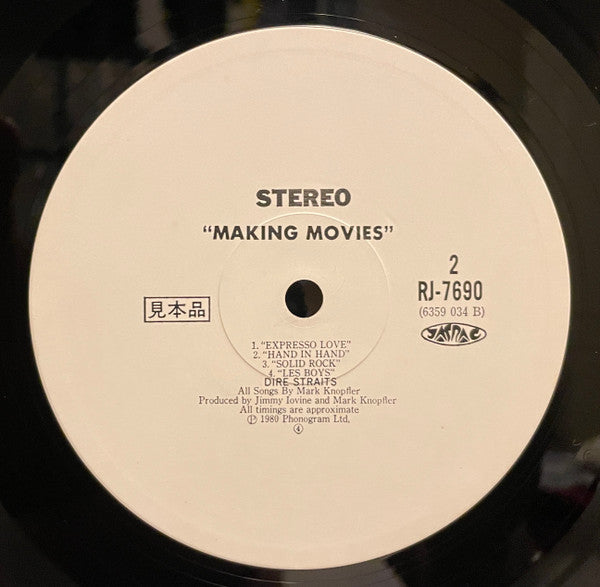 STEREO
“MAKING MOVIES”
2
RJ-7690
(6359 034 B)
見本品
JASRAC
1. “EXPRESSO LOVE”
2. “HAND IN HAND”
3. “SOLID ROCK”
4. “LES BOYS”
DIRE STRAITS
All Songs By Mark Knopfler
Produced by Jimmy Iovine and Mark Knopfler
All timings are approximate
Ⓟ 1980 Phonogram Ltd,
④